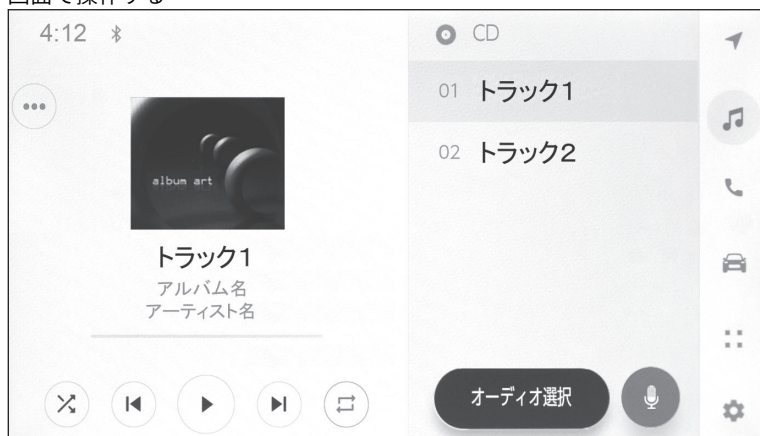 画面で操作する
4:12
CD
01 トラック1
02 トラック2
album art
トラック1
アルバム名
アーティスト名
オーディオ選択